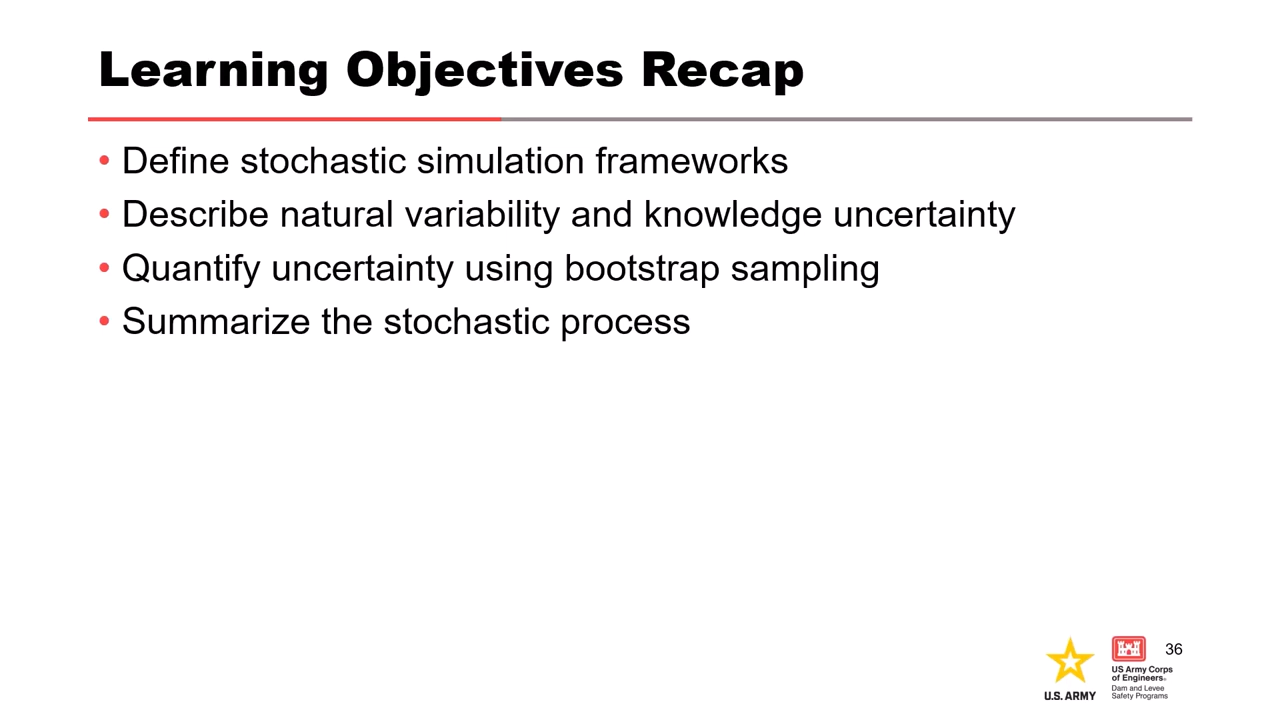 Learning Objectives Recap
• Define stochastic simulation frameworks
• Describe natural variability and knowledge uncertainty
• Quantify uncertainty using bootstrap sampling
• Summarize the stochastic process
36
U.S. ARMY
US Army Corps
of Engineers®
Dam and Levee
Safety Programs